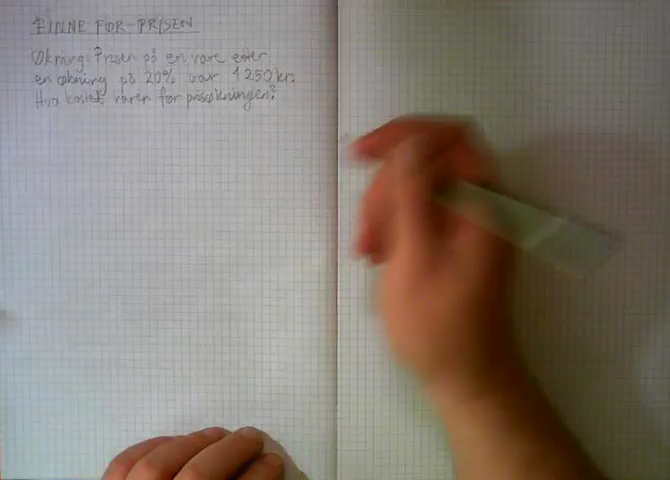 FINNE FØR-PRISEN
Økning: Prisen på en vare etter
en økning på 20% var 1250 kr.
Hva kostet varen før prisøkningen?